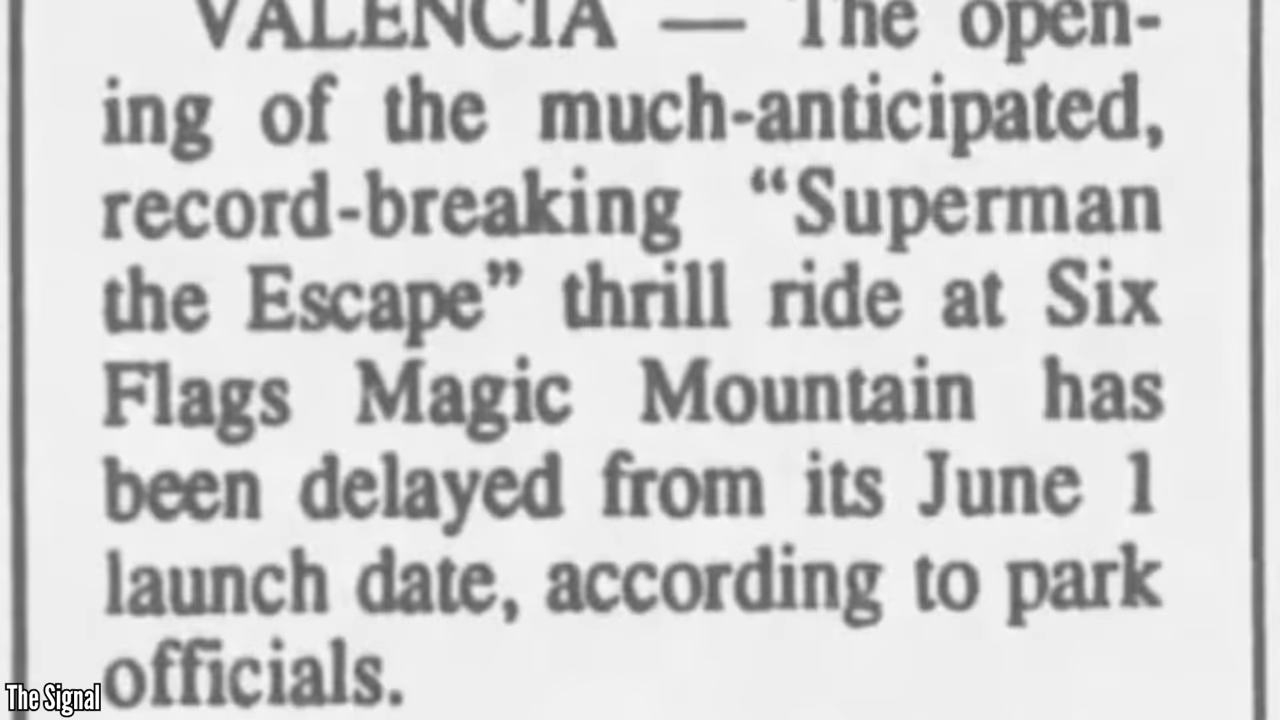 VALENCIA — The open-
ing of the much-anticipated,
record-breaking “Superman
the Escape” thrill ride at Six
Flags Magic Mountain has
been delayed from its June 1
launch date, according to park
officials.
The Signal